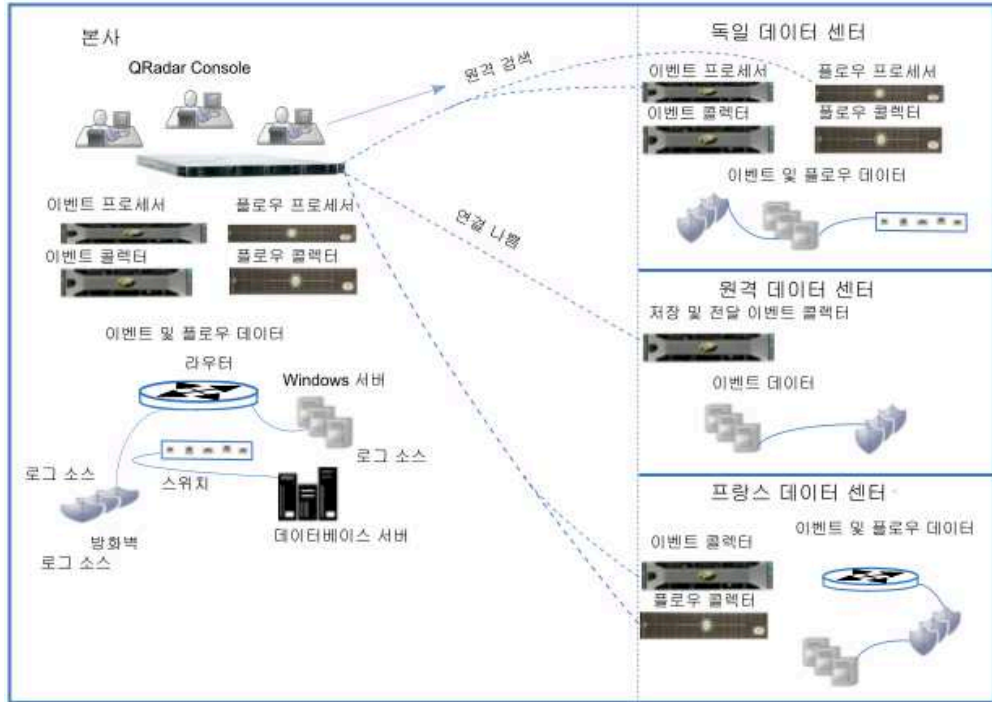 본사
QRadar Console
이벤트 프로세서
플로우 프로세서
이벤트 콜렉터
플로우 콜렉터
이벤트 및 플로우 데이터
라우터
Windows 서버
로그 소스
로그 소스
스위치
방화벽
로그 소스
데이터베이스 서버
원격 검색
연결 나쁨
독일 데이터 센터
이벤트 프로세서
플로우 프로세서
이벤트 콜렉터
플로우 콜렉터
이벤트 및 플로우 데이터
원격 데이터 센터
저장 및 전달 이벤트 콜렉터
이벤트 데이터
프랑스 데이터 센터
이벤트 및 플로우 데이터
이벤트 콜렉터
플로우 콜렉터